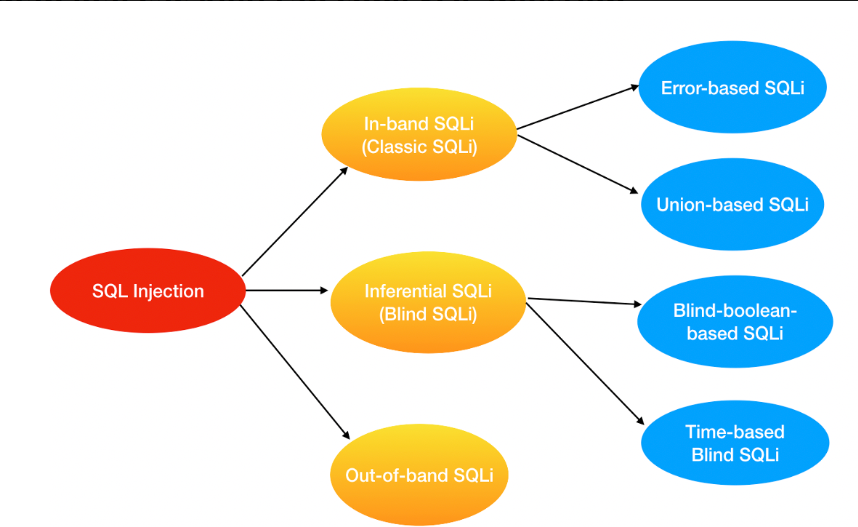 SQL Injection
In-band SQLi
(Classic SQLi)
Inferential SQLi
(Blind SQLi)
Out-of-band SQLi
Error-based SQLi
Union-based SQLi
Blind-boolean-
based SQLi
Time-based
Blind SQLi